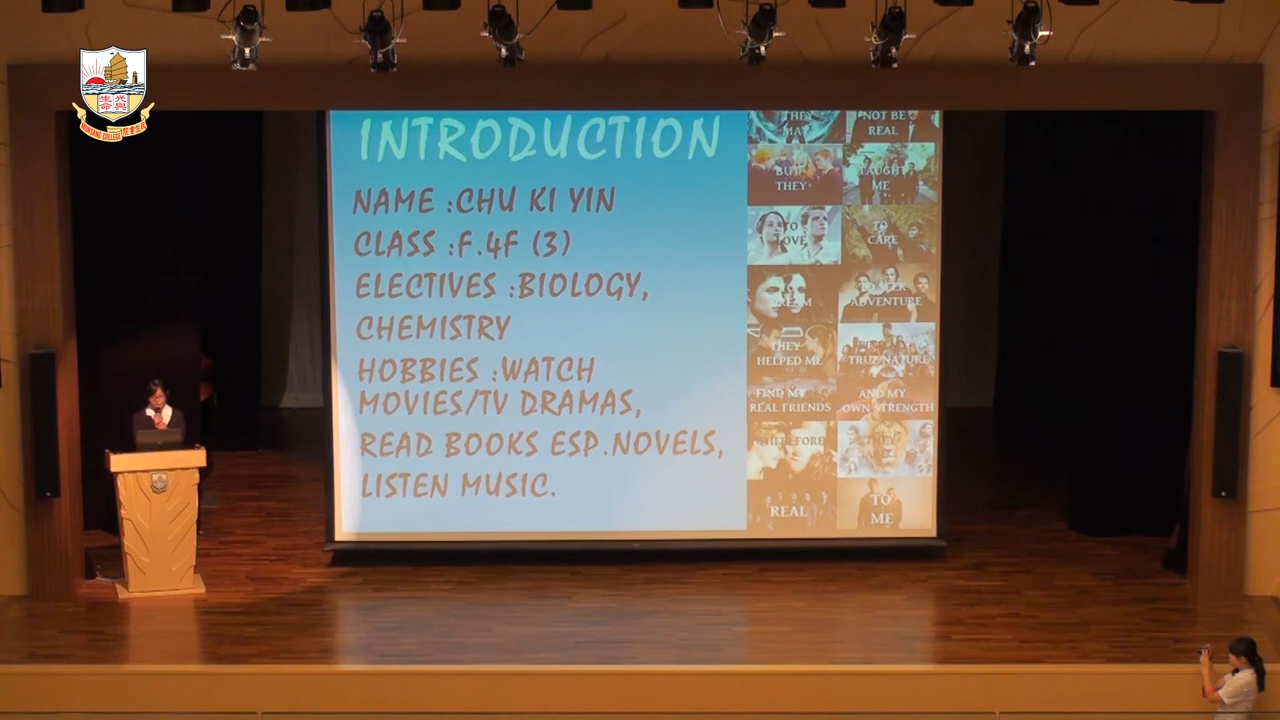 INTRODUCTION
NAME :CHU KI YIN
CLASS :F.4F (3)
ELECTIVES :BIOLOGY,
CHEMISTRY
HOBBIES :WATCH
MOVIES/TV DRAMAS,
READ BOOKS ESP.NOVELS,
LISTEN MUSIC.
THEY
MAY
NOT BE
REAL
BUT
THEY
TAUGHT
ME
TO
LOVE
TO
CARE
TO SEEK
ADVENTURE
THEY
HELPED ME
TRUE NATURE
FIND MY
REAL FRIENDS
AND MY
OWN STRENGTH
THEREFORE
THEY
REAL
TO
ME